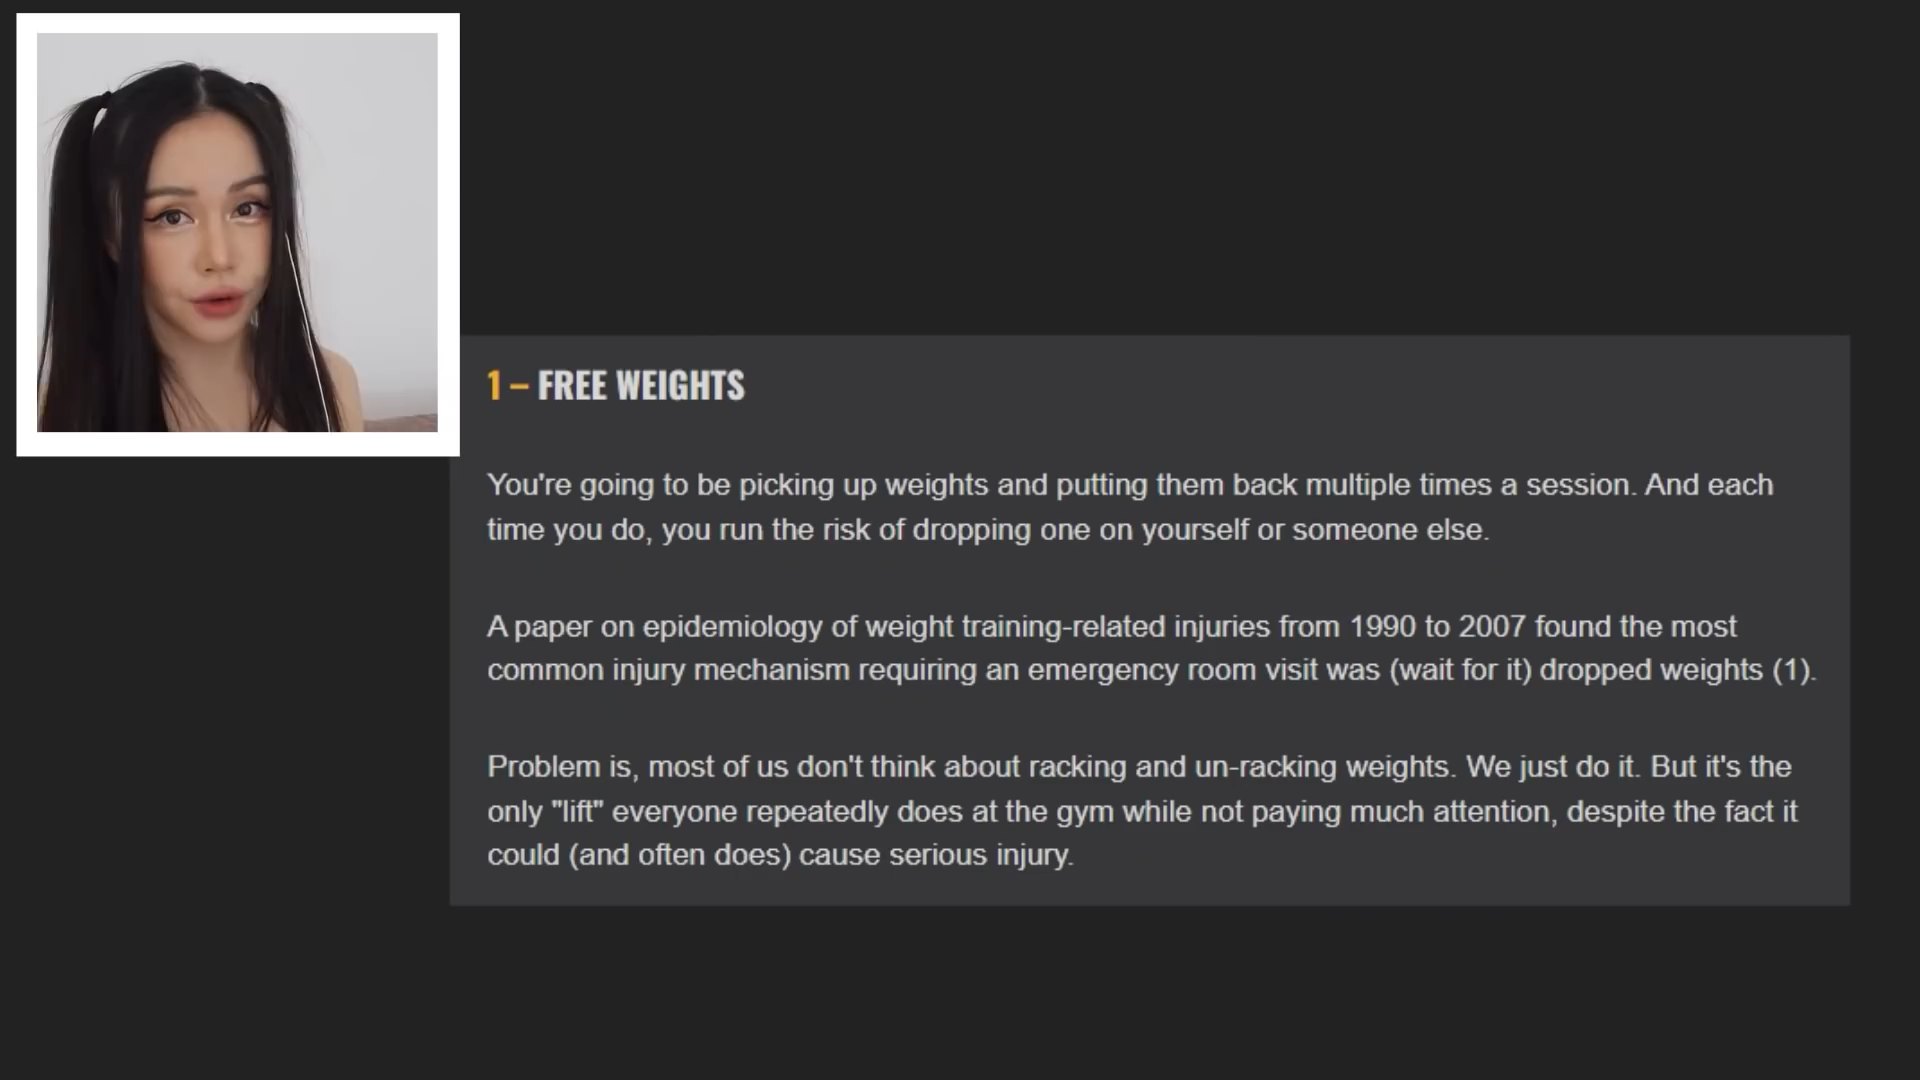 1 – FREE WEIGHTS
You're going to be picking up weights and putting them back multiple times a session. And each
time you do, you run the risk of dropping one on yourself or someone else.
A paper on epidemiology of weight training-related injuries from 1990 to 2007 found the most
common injury mechanism requiring an emergency room visit was (wait for it) dropped weights (1).
Problem is, most of us don't think about racking and un-racking weights. We just do it. But it's the
only "lift" everyone repeatedly does at the gym while not paying much attention, despite the fact it
could (and often does) cause serious injury.